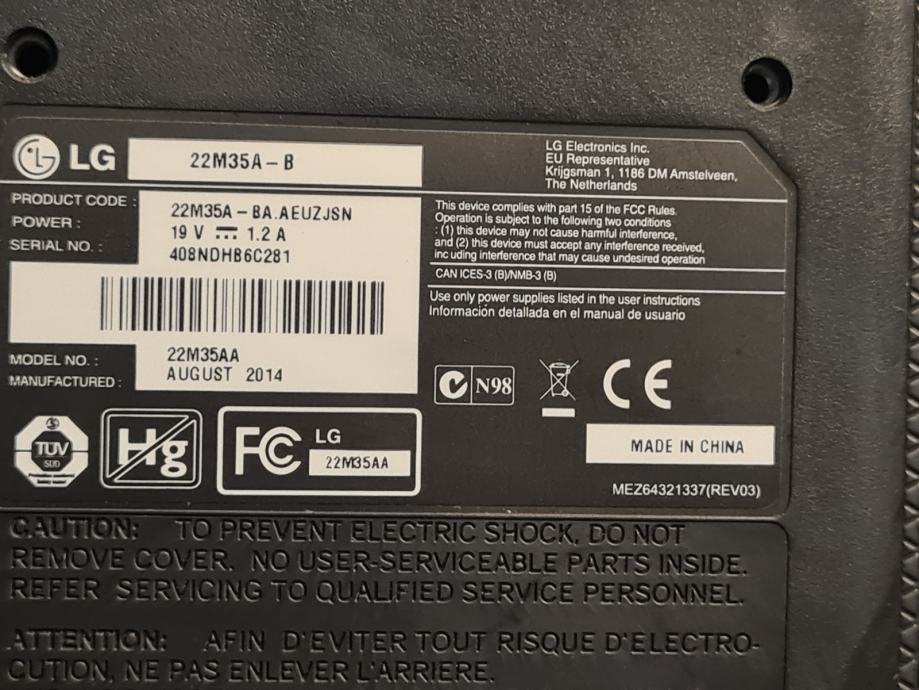 LG 22M35A-B
LG Electronics Inc.
EU Representative
Krijgsman 1, 1186 DM Amstelveen,
The Netherlands
PRODUCT CODE : 22M35A-BA.AEUZJSN
POWER : 19 V ⎓ 1.2 A
SERIAL NO. : 408NDHB6C281
This device complies with part 15 of the FCC Rules.
Operation is subject to the following two conditions
: (1) this device may not cause harmful interference,
and (2) this device must accept any interference received,
inc uding interference that may cause undesired operation
CAN ICES-3 (B)/NMB-3 (B)
Use only power supplies listed in the user instructions
Información detallada en el manual de usuario
MODEL NO. : 22M35AA
MANUFACTURED : AUGUST 2014
N98
CE
TÜV
SÜD
Hg
FC LG
22M35AA
MADE IN CHINA
MEZ64321337(REV03)
CAUTION: TO PREVENT ELECTRIC SHOCK, DO NOT
REMOVE COVER. NO USER-SERVICEABLE PARTS INSIDE.
REFER SERVICING TO QUALIFIED SERVICE PERSONNEL.
ATTENTION: AFIN D'EVITER TOUT RISQUE D'ELECTRO-
CUTION, NE PAS ENLEVER L'ARRIERE.